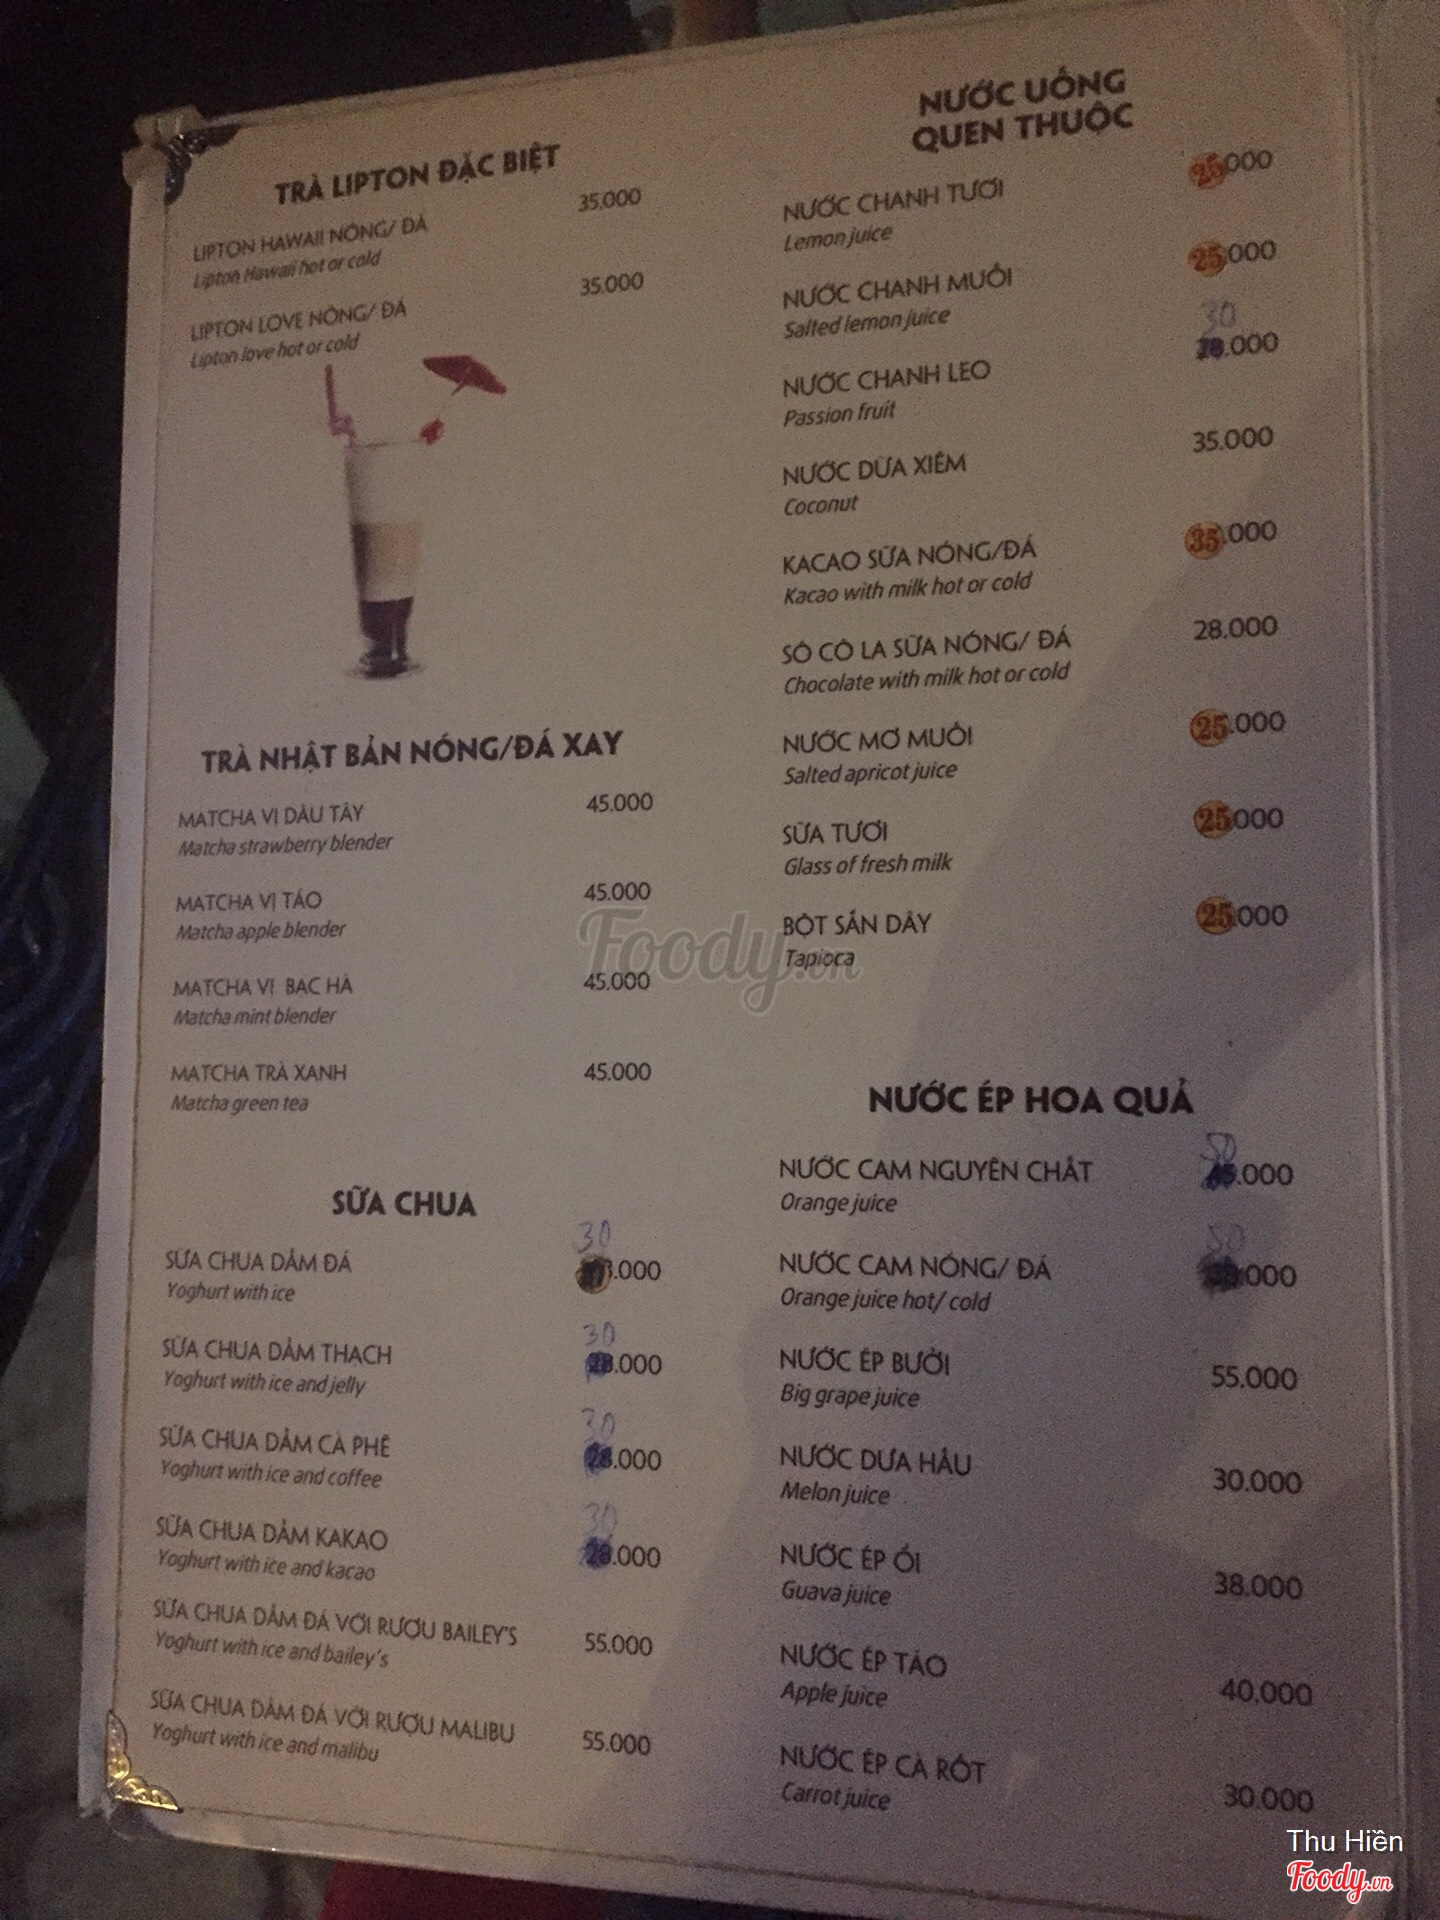 TRÀ LIPTON ĐẶC BIỆT
LIPTON HAWAII NÓNG/ ĐÁ 35.000
Lipton Hawaii hot or cold
LIPTON LOVE NÓNG/ ĐÁ 35.000
Lipton love hot or cold
TRÀ NHẬT BẢN NÓNG/ĐÁ XAY
MATCHA VỊ DÂU TÂY 45.000
Matcha strawberry blender
MATCHA VỊ TÁO 45.000
Matcha apple blender
MATCHA VỊ BẠC HÀ 45.000
Matcha mint blender
MATCHA TRÀ XANH 45.000
Matcha green tea
SỮA CHUA
30
SỮA CHUA DẦM ĐÁ .000
Yoghurt with ice
30
SỮA CHUA DẦM THẠCH 28.000
Yoghurt with ice and jelly
30
SỮA CHUA DẦM CÀ PHÊ 28.000
Yoghurt with ice and coffee
30
SỮA CHUA DẦM KAKAO 28.000
Yoghurt with ice and kacao
SỮA CHUA DẦM ĐÁ VỚI RƯỢU BAILEY'S 55.000
Yoghurt with ice and bailey's
SỮA CHUA DẦM ĐÁ VỚI RƯỢU MALIBU 55.000
Yoghurt with ice and malibu
NƯỚC UỐNG
QUEN THUỘC
NƯỚC CHANH TƯƠI 25.000
Lemon juice
NƯỚC CHANH MUỐI 25.000
Salted lemon juice
30
NƯỚC CHANH LEO 28.000
Passion fruit
NƯỚC DỪA XIÊM 35.000
Coconut
KACAO SỮA NÓNG/ĐÁ 35.000
Kacao with milk hot or cold
SÔ CÔ LA SỮA NÓNG/ ĐÁ 28.000
Chocolate with milk hot or cold
NƯỚC MƠ MUỐI 25.000
Salted apricot juice
SỮA TƯƠI 25.000
Glass of fresh milk
BỘT SẮN DÂY 25.000
Tapioca
NƯỚC ÉP HOA QUẢ
50
NƯỚC CAM NGUYÊN CHẤT 45.000
Orange juice
50
NƯỚC CAM NÓNG/ ĐÁ .000
Orange juice hot/ cold
NƯỚC ÉP BƯỞI 55.000
Big grape juice
NƯỚC DƯA HẤU 30.000
Melon juice
NƯỚC ÉP ỔI 38.000
Guava juice
NƯỚC ÉP TÁO 40.000
Apple juice
NƯỚC ÉP CÀ RỐT 30.000
Carrot juice
Foody.vn
Thu Hiền
Foody.vn